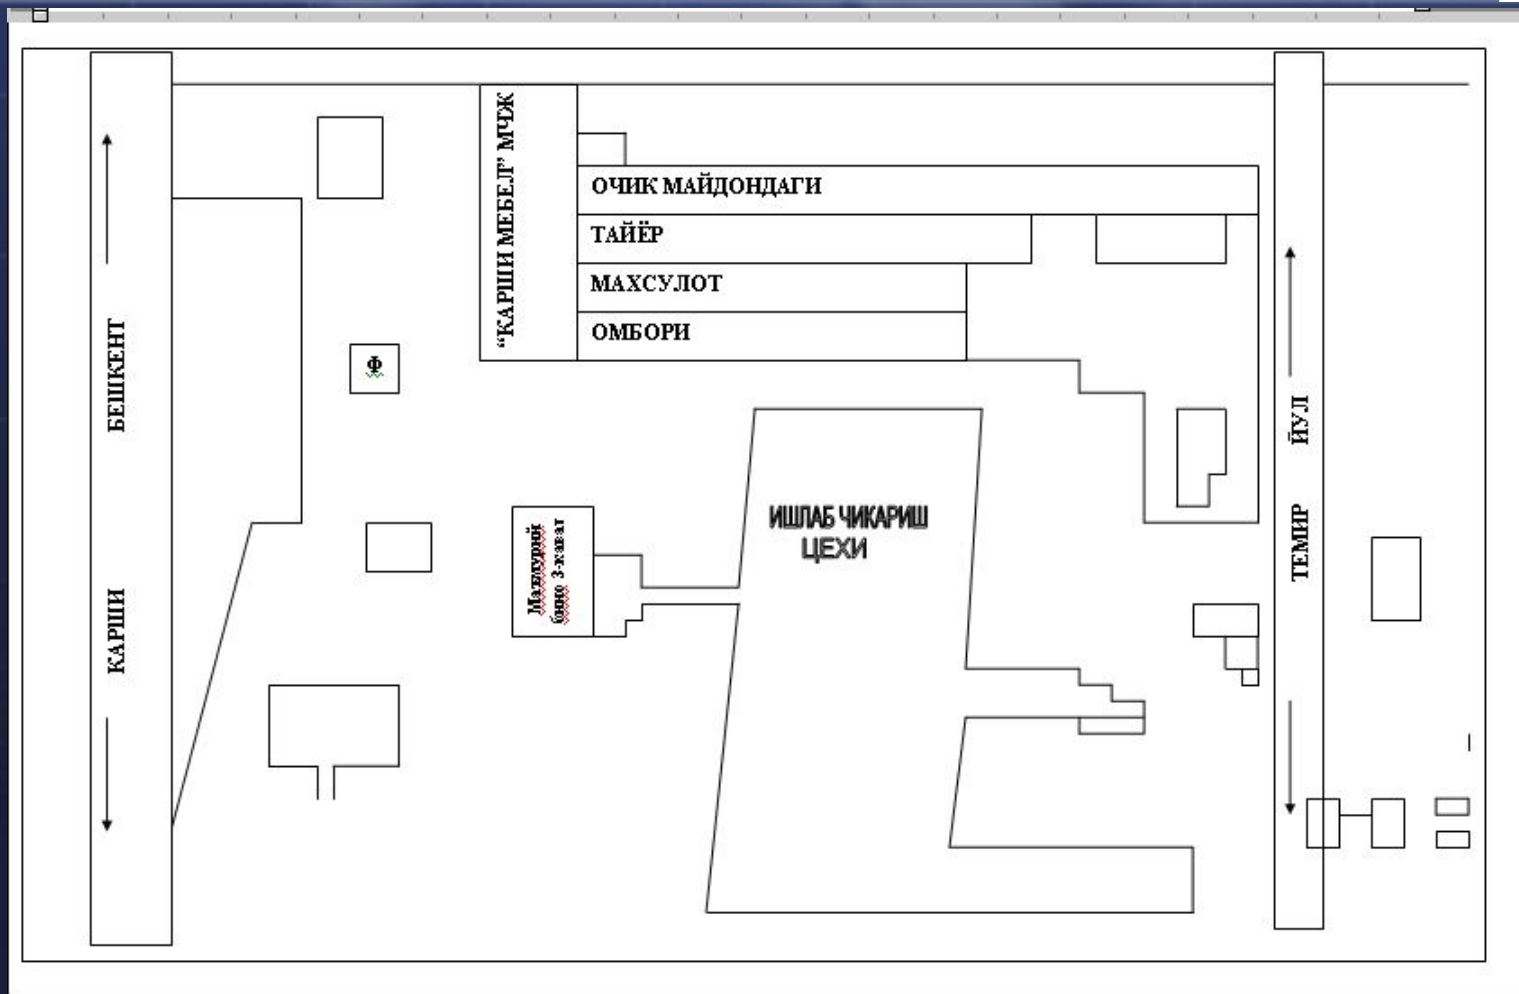 “КАРШИ МЕБЕЛ” МЧЖ
ОЧИК МАЙДОНДАГИ
ТАЙЁР
МАХСУЛОТ
ОМБОРИ
БЕШКЕНТ
КАРШИ
Ф
Маъмурий
бино 3-кават
ИШЛАБ ЧИКАРИШ
ЦЕХИ
ТЕМИР ЙУЛ